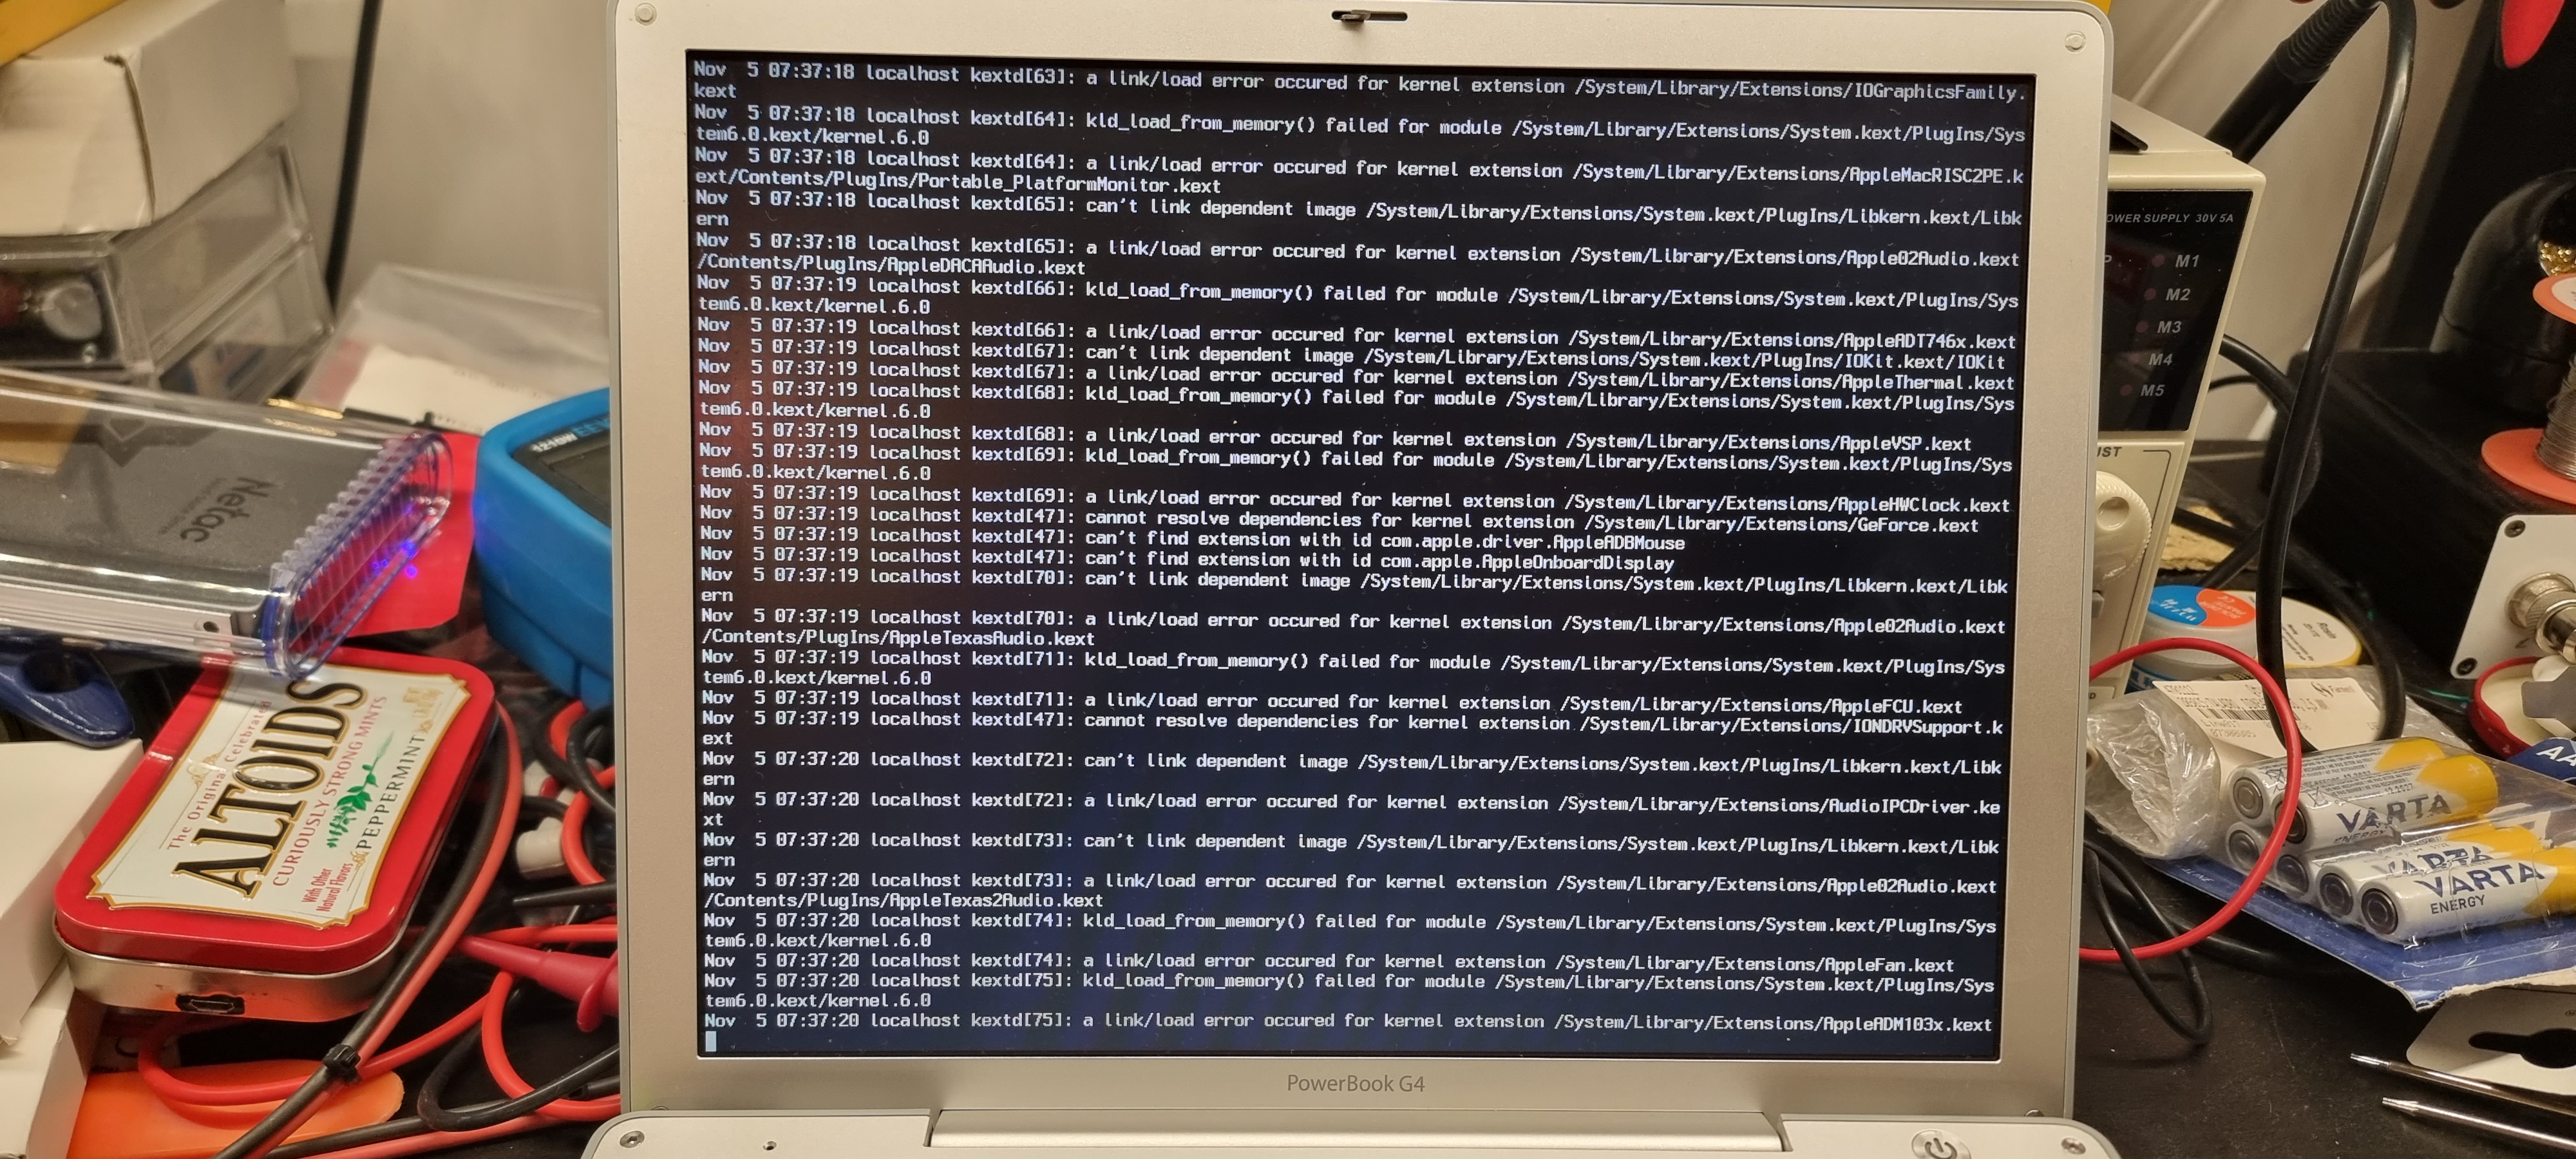 Nov  5 07:37:18 localhost kextd[63]: a link/load error occured for kernel extension /System/Library/Extensions/IOGraphicsFamily.
kext
Nov  5 07:37:18 localhost kextd[64]: kld_load_from_memory() failed for module /System/Library/Extensions/System.kext/PlugIns/Sys
tem6.0.kext/kernel.6.0
Nov  5 07:37:18 localhost kextd[64]: a link/load error occured for kernel extension /System/Library/Extensions/AppleMacRISC2PE.k
ext/Contents/PlugIns/Portable_PlatformMonitor.kext
Nov  5 07:37:18 localhost kextd[65]: can't link dependent image /System/Library/Extensions/System.kext/PlugIns/Libkern.kext/Libk
ern
Nov  5 07:37:18 localhost kextd[65]: a link/load error occured for kernel extension /System/Library/Extensions/Apple02Audio.kext
/Contents/PlugIns/AppleDACAAudio.kext
Nov  5 07:37:19 localhost kextd[66]: kld_load_from_memory() failed for module /System/Library/Extensions/System.kext/PlugIns/Sys
tem6.0.kext/kernel.6.0
Nov  5 07:37:19 localhost kextd[66]: a link/load error occured for kernel extension /System/Library/Extensions/AppleADT746x.kext
Nov  5 07:37:19 localhost kextd[67]: can't link dependent image /System/Library/Extensions/System.kext/PlugIns/IOKit.kext/IOKit
Nov  5 07:37:19 localhost kextd[67]: a link/load error occured for kernel extension /System/Library/Extensions/AppleThermal.kext
Nov  5 07:37:19 localhost kextd[68]: kld_load_from_memory() failed for module /System/Library/Extensions/System.kext/PlugIns/Sys
tem6.0.kext/kernel.6.0
Nov  5 07:37:19 localhost kextd[68]: a link/load error occured for kernel extension /System/Library/Extensions/AppleVSP.kext
Nov  5 07:37:19 localhost kextd[69]: kld_load_from_memory() failed for module /System/Library/Extensions/System.kext/PlugIns/Sys
tem6.0.kext/kernel.6.0
Nov  5 07:37:19 localhost kextd[69]: a link/load error occured for kernel extension /System/Library/Extensions/AppleHWClock.kext
Nov  5 07:37:19 localhost kextd[47]: cannot resolve dependencies for kernel extension /System/Library/Extensions/GeForce.kext
Nov  5 07:37:19 localhost kextd[47]: can't find extension with id com.apple.driver.AppleADBMouse
Nov  5 07:37:19 localhost kextd[47]: can't find extension with id com.apple.AppleOnboardDisplay
Nov  5 07:37:19 localhost kextd[70]: can't link dependent image /System/Library/Extensions/System.kext/PlugIns/Libkern.kext/Libk
ern
Nov  5 07:37:19 localhost kextd[70]: a link/load error occured for kernel extension /System/Library/Extensions/Apple02Audio.kext
/Contents/PlugIns/AppleTexasAudio.kext
Nov  5 07:37:19 localhost kextd[71]: kld_load_from_memory() failed for module /System/Library/Extensions/System.kext/PlugIns/Sys
tem6.0.kext/kernel.6.0
Nov  5 07:37:19 localhost kextd[71]: a link/load error occured for kernel extension /System/Library/Extensions/AppleFCU.kext
Nov  5 07:37:19 localhost kextd[47]: cannot resolve dependencies for kernel extension /System/Library/Extensions/IONDRVSupport.k
ext
Nov  5 07:37:20 localhost kextd[72]: can't link dependent image /System/Library/Extensions/System.kext/PlugIns/Libkern.kext/Libk
ern
Nov  5 07:37:20 localhost kextd[72]: a link/load error occured for kernel extension /System/Library/Extensions/AudioIPCDriver.ke
xt
Nov  5 07:37:20 localhost kextd[73]: can't link dependent image /System/Library/Extensions/System.kext/PlugIns/Libkern.kext/Libk
ern
Nov  5 07:37:20 localhost kextd[73]: a link/load error occured for kernel extension /System/Library/Extensions/Apple02Audio.kext
/Contents/PlugIns/AppleTexas2Audio.kext
Nov  5 07:37:20 localhost kextd[74]: kld_load_from_memory() failed for module /System/Library/Extensions/System.kext/PlugIns/Sys
tem6.0.kext/kernel.6.0
Nov  5 07:37:20 localhost kextd[74]: a link/load error occured for kernel extension /System/Library/Extensions/AppleFan.kext
Nov  5 07:37:20 localhost kextd[75]: kld_load_from_memory() failed for module /System/Library/Extensions/System.kext/PlugIns/Sys
tem6.0.kext/kernel.6.0
Nov  5 07:37:20 localhost kextd[75]: a link/load error occured for kernel extension /System/Library/Extensions/AppleADM103x.kext
PowerBook G4
Netac
121GW
The Original Celebrated
ALTOIDS
CURIOUSLY STRONG MINTS
PEPPERMINT
With Other
Natural Flavors
OWER SUPPLY 30V 5A
M1
M2
M3
M4
M5
VARTA
VARTA
VARTA
ENERGY